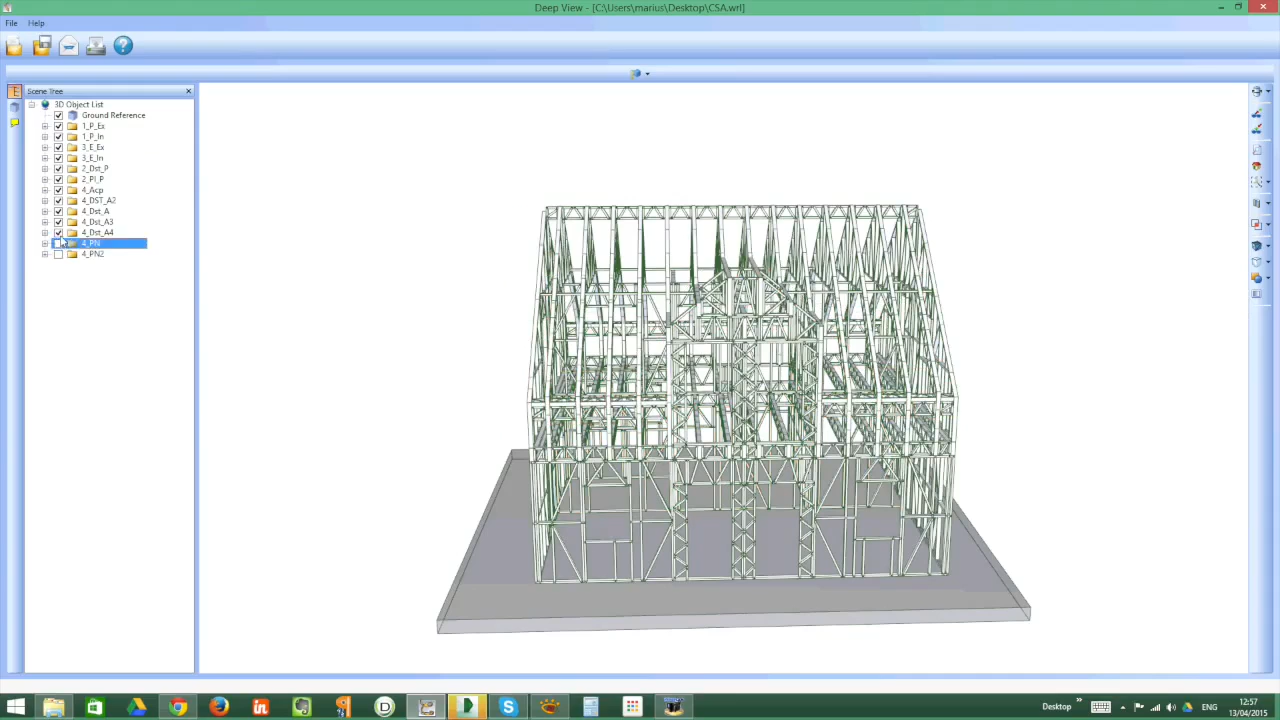 Deep View - [C:\Users\marius\Desktop\CSA.wrl]
File Help
Scene Tree
3D Object List
Ground Reference
1_P_Ex
1_P_In
3_E_Ex
3_E_In
2_Dst_P
2_Pl_P
4_Acp
4_DST_A2
4_Dst_A
4_Dst_A3
4_Dst_A4
4_PN
4_PN2
Desktop
ENG
12:57
13/04/2015